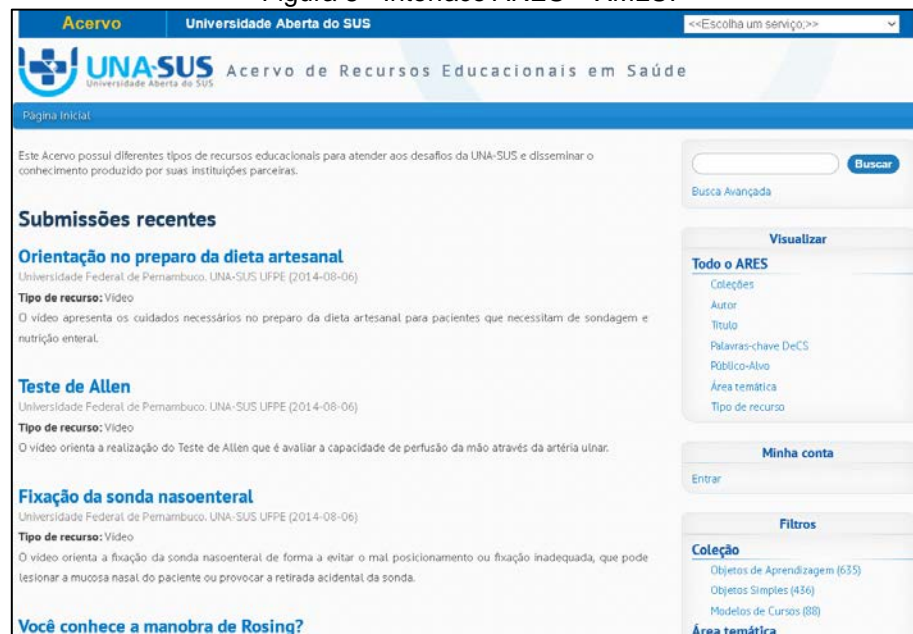 Acervo
Universidade Aberta do SUS
<<Escolha um serviço;>>
UNA-SUS
Universidade Aberta do SUS
Acervo de Recursos Educacionais em Saúde
Página Inicial
Este Acervo possui diferentes tipos de recursos educacionais para atender aos desafios da UNA-SUS e disseminar o
conhecimento produzido por suas instituições parceiras.
Submissões recentes
Orientação no preparo da dieta artesanal
Universidade Federal de Pernambuco. UNA-SUS UFPE (2014-08-06)
Tipo de recurso: Vídeo
O vídeo apresenta os cuidados necessários no preparo da dieta artesanal para pacientes que necessitam de sondagem e
nutrição enteral.
Teste de Allen
Universidade Federal de Pernambuco. UNA-SUS UFPE (2014-08-06)
Tipo de recurso: Vídeo
O vídeo orienta a realização do Teste de Allen que é avaliar a capacidade de perfusão da mão através da artéria ulnar.
Fixação da sonda nasoenteral
Universidade Federal de Pernambuco. UNA-SUS UFPE (2014-08-06)
Tipo de recurso: Vídeo
O vídeo orienta a fixação da sonda nasoenteral de forma a evitar o mal posicionamento ou fixação inadequada, que pode
lesionar a mucosa nasal do paciente ou provocar a retirada acidental da sonda.
Você conhece a manobra de Rosing?
Buscar
Busca Avançada
Visualizar
Todo o ARES
Coleções
Autor
Título
Palavras-chave DeCS
Público-Alvo
Área temática
Tipo de recurso
Minha conta
Entrar
Filtros
Coleção
Objetos de Aprendizagem (635)
Objetos Simples (436)
Modelos de Cursos (88)
Área temática